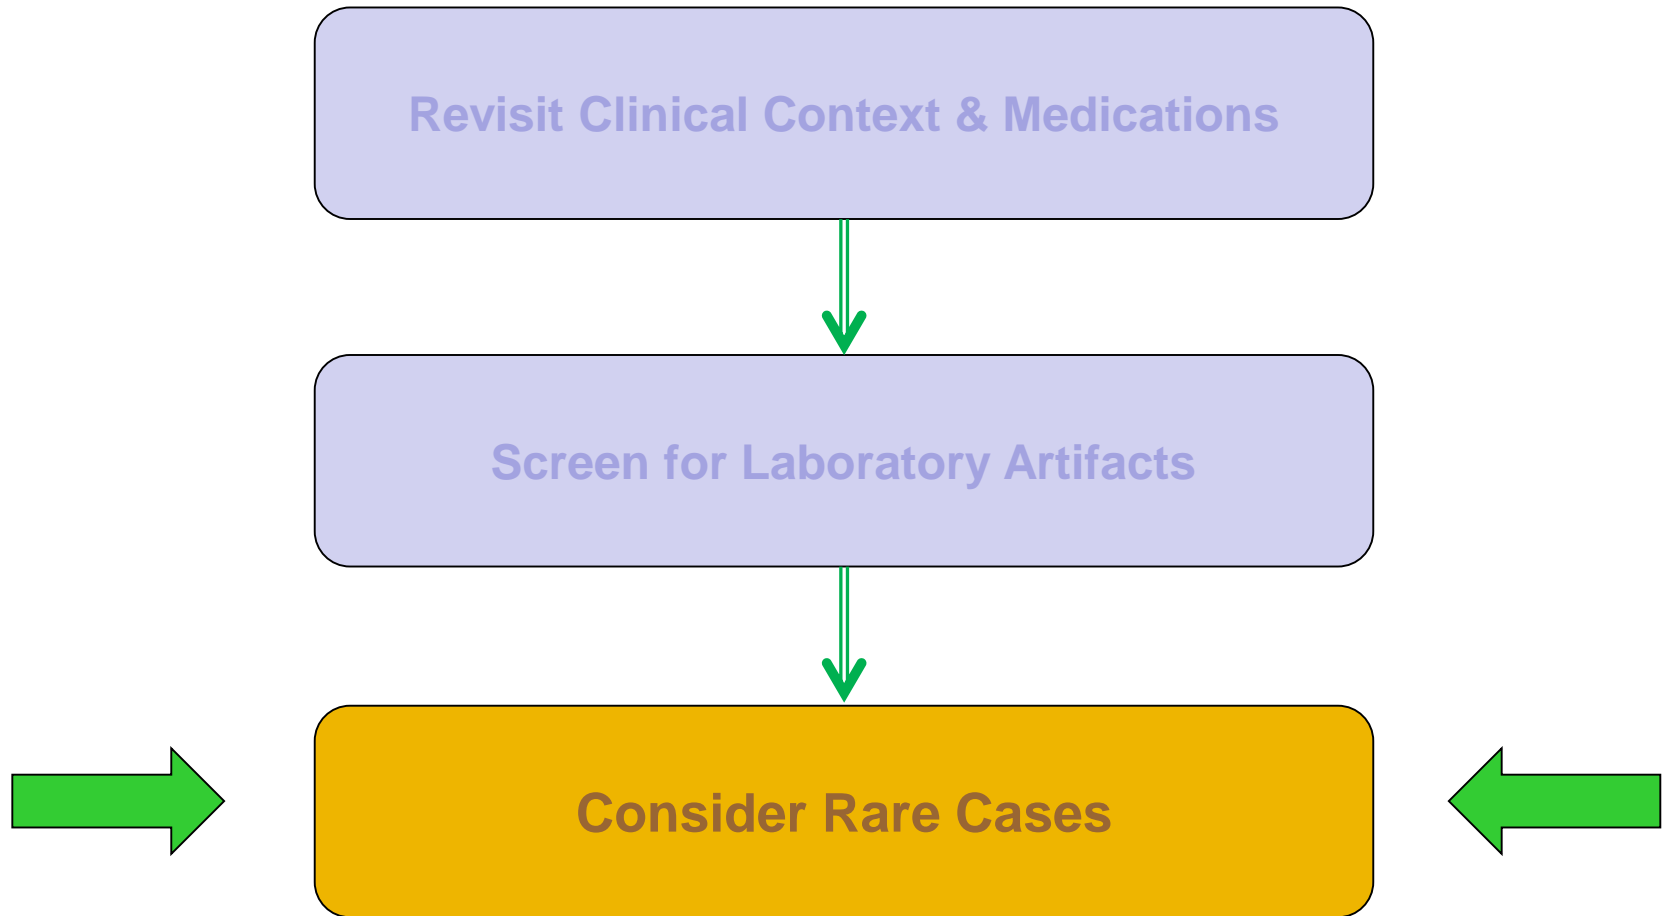 Revisit Clinical Context & Medications
Screen for Laboratory Artifacts
Consider Rare Cases